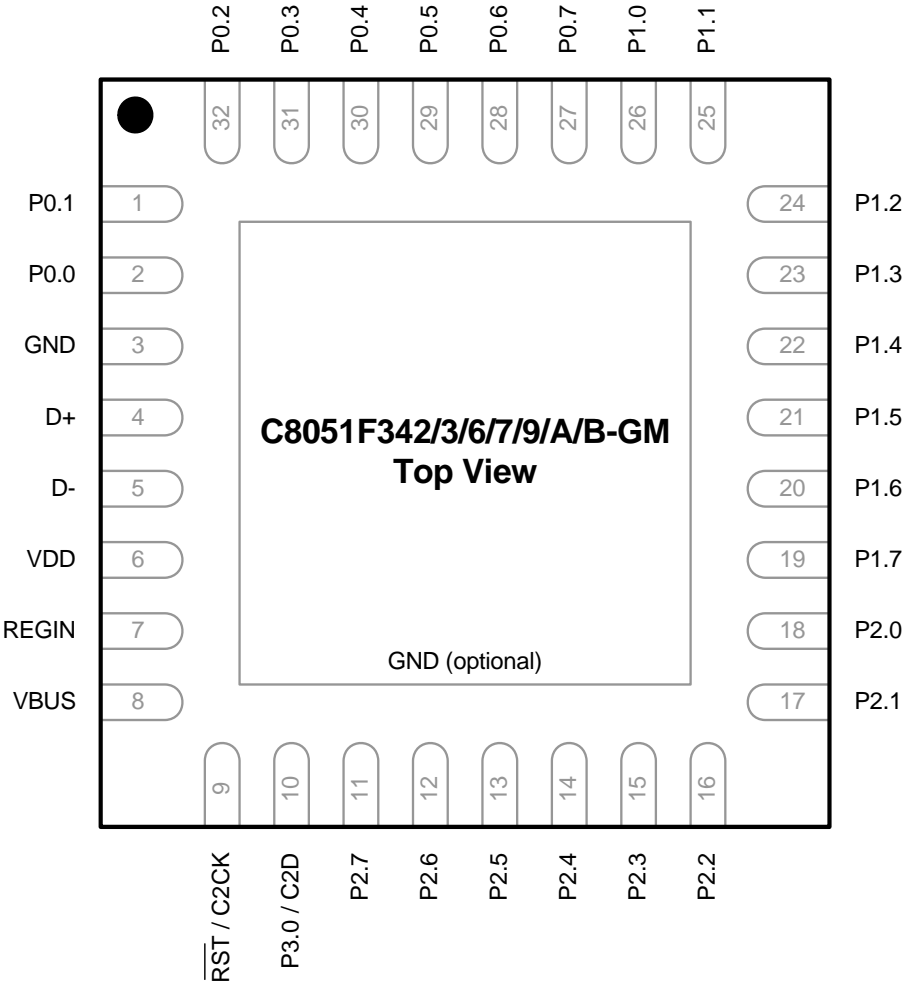 P0.2
P0.3
P0.4
P0.5
P0.6
P0.7
P1.0
P1.1
32
31
30
29
28
27
26
25
P0.1
1
24
P1.2
P0.0
2
23
P1.3
GND
3
22
P1.4
D+
4
21
P1.5
D-
5
20
P1.6
VDD
6
19
P1.7
REGIN
7
18
P2.0
VBUS
8
17
P2.1
C8051F342/3/6/7/9/A/B-GM
Top View
GND (optional)
9
10
11
12
13
14
15
16
RST / C2CK
P3.0 / C2D
P2.7
P2.6
P2.5
P2.4
P2.3
P2.2